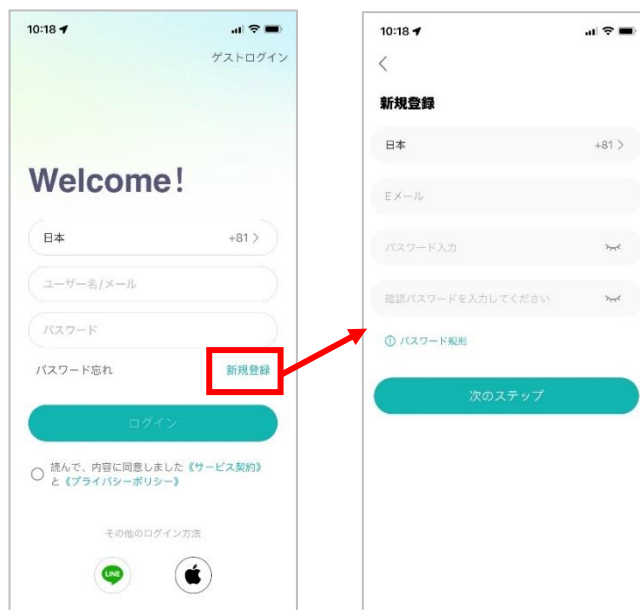 10:18
ゲストログイン
Welcome!
日本 +81 >
ユーザー名/メール
パスワード
パスワード忘れ 新規登録
ログイン
読んで、内容に同意しました《サービス契約》
と《プライバシーポリシー》
その他のログイン方法
LINE
10:18
新規登録
日本 +81 >
Eメール
パスワード入力
確認パスワードを入力してください
パスワード規則
次のステップ